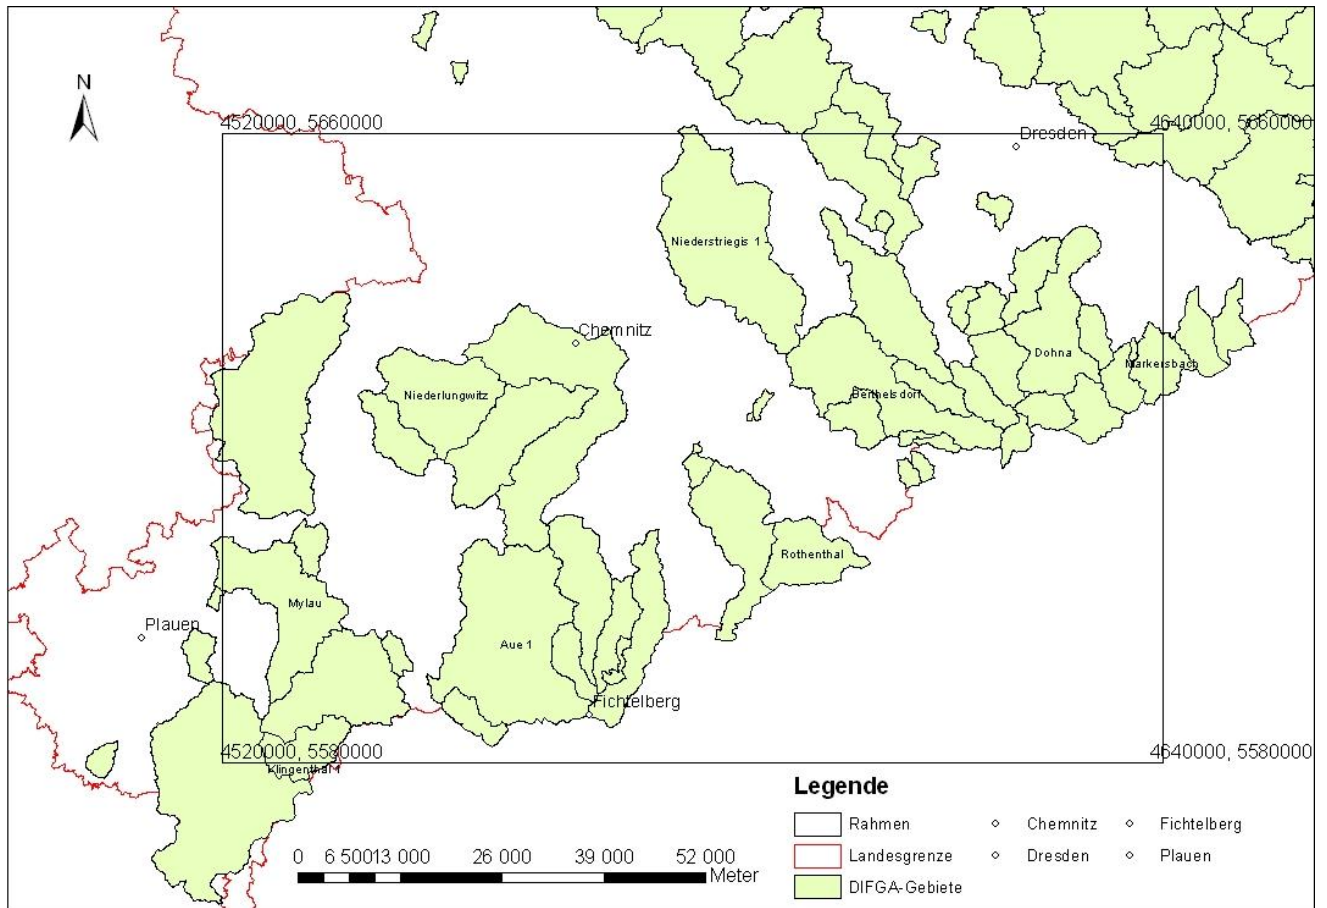 N
4520000, 5660000
4640000, 5660000
Dresden
Niederstriegis 1
Chemnitz
Dohna
Markersbach
Niederlungwitz
Berthelsdorf
Rothenthal
Mylau
Plauen
Aue 1
Fichtelberg
4520000, 5580000
4640000, 5580000
Klingenthal 1
Legende
Rahmen
Chemnitz
Fichtelberg
Landesgrenze
Dresden
Plauen
DIFGA-Gebiete
0 6 500 13 000 26 000 39 000 52 000
Meter